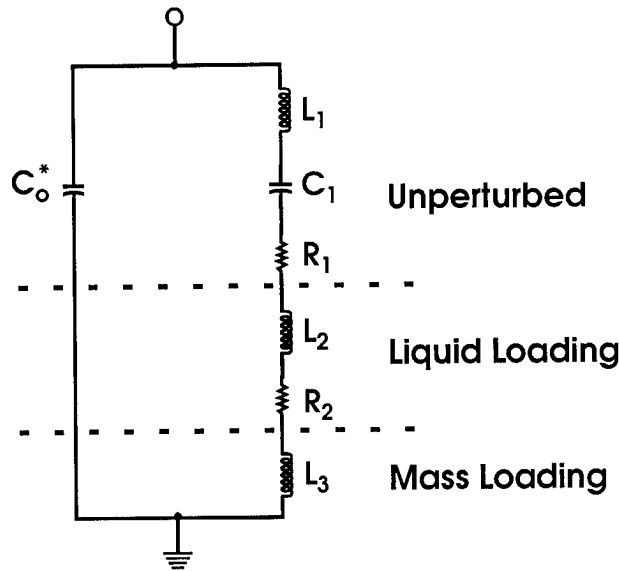 L₁
C₀*
C₁
Unperturbed
R₁
L₂
Liquid Loading
R₂
L₃
Mass Loading